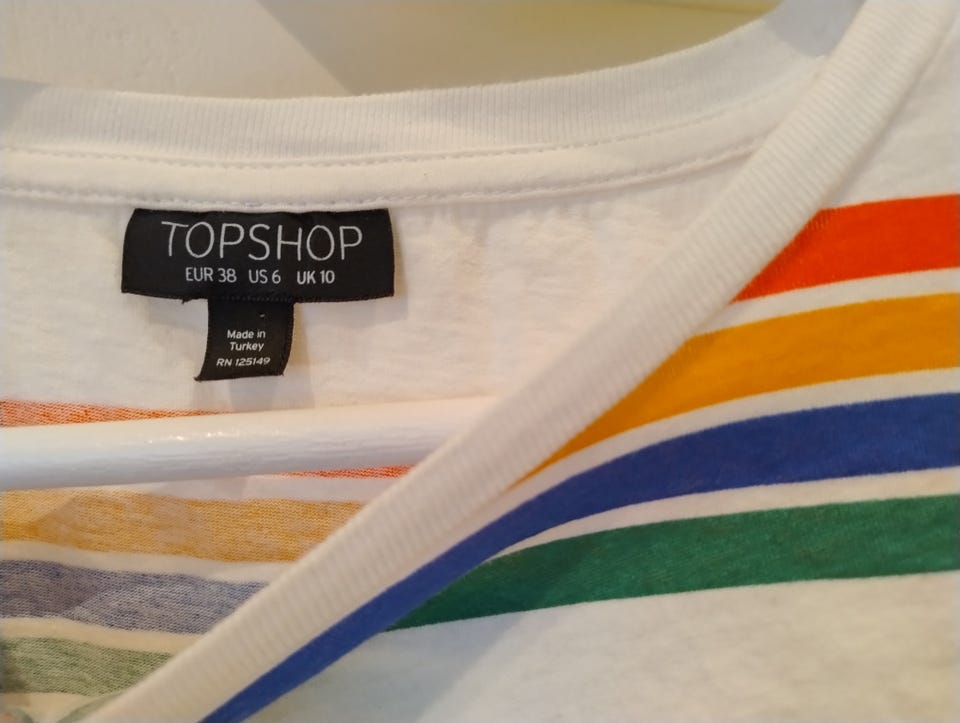 TOPSHOP
EUR 38 US 6 UK 10
Made in
Turkey
RN 125149